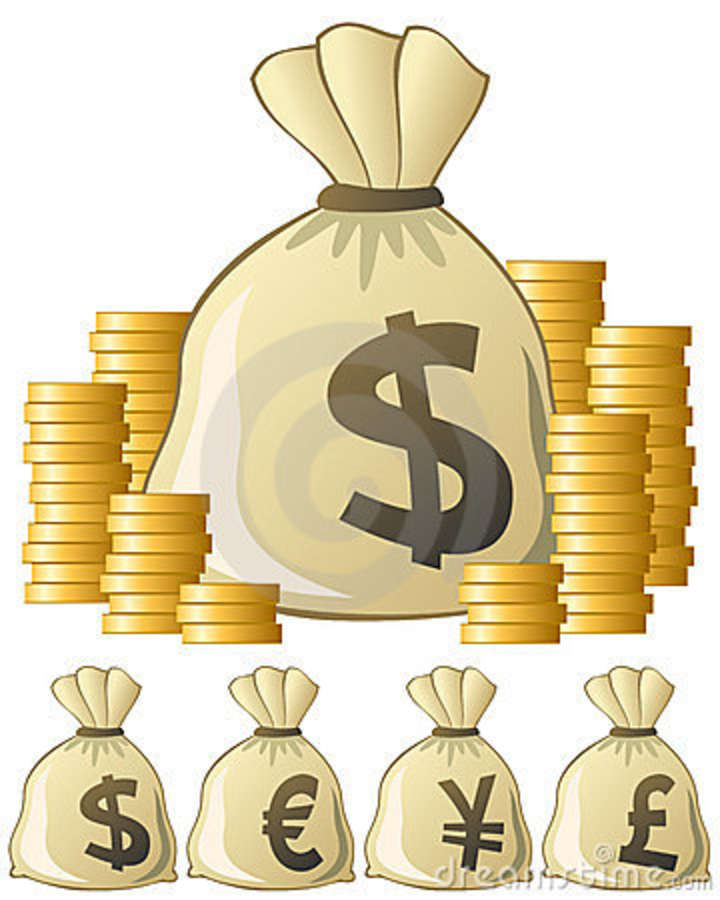 $
$ € ¥ £
dreamstime.com